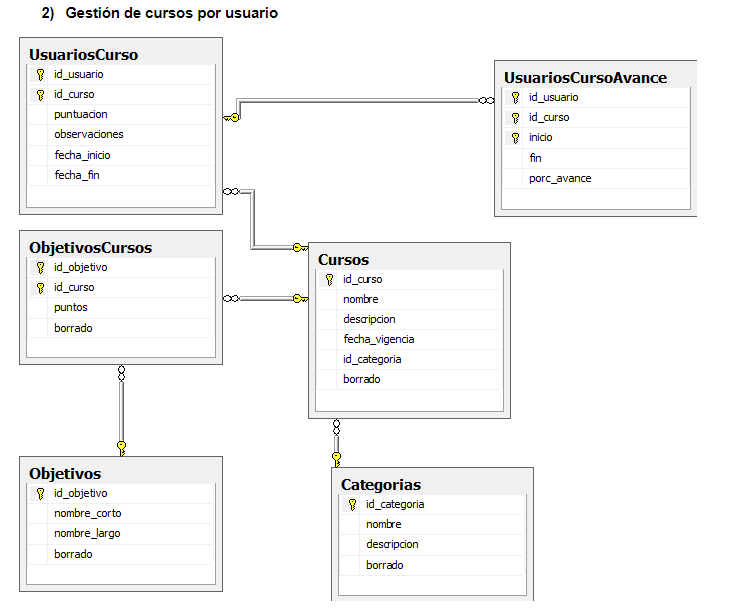 2) Gestión de cursos por usuario
UsuariosCurso
id_usuario
id_curso
puntuacion
observaciones
fecha_inicio
fecha_fin
UsuariosCursoAvance
id_usuario
id_curso
inicio
fin
porc_avance
ObjetivosCursos
id_objetivo
id_curso
puntos
borrado
Cursos
id_curso
nombre
descripcion
fecha_vigencia
id_categoria
borrado
Objetivos
id_objetivo
nombre_corto
nombre_largo
borrado
Categorias
id_categoria
nombre
descripcion
borrado